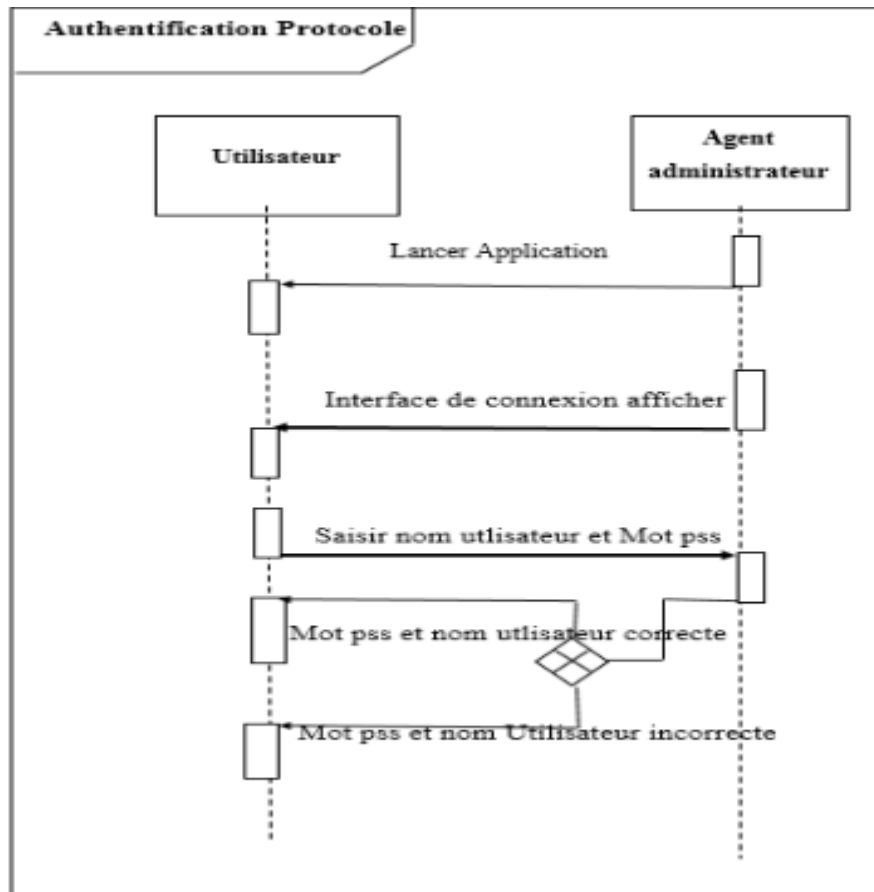 Authentification Protocole
Utilisateur
Agent
administrateur
Lancer Application
Interface de connexion afficher
Saisir nom utlisateur et Mot pss
Mot pss et nom utlisateur correcte
Mot pss et nom Utilisateur incorrecte